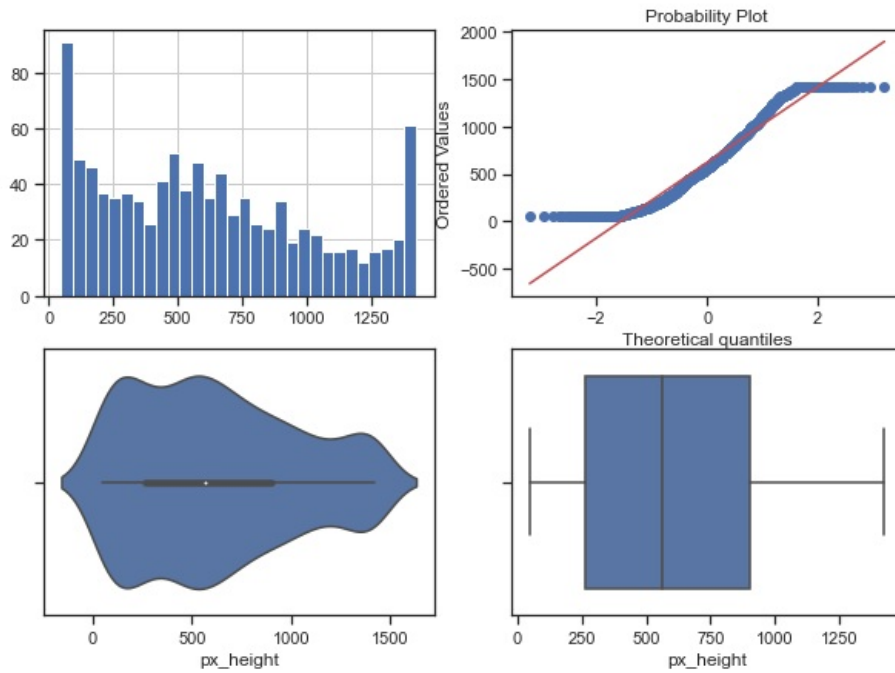 Probability Plot
80
60
40
20
0
0 250 500 750 1000 1250
Ordered Values
2000
1500
1000
500
0
−500
−2 0 2
Theoretical quantiles
0 500 1000 1500
px_height
0 250 500 750 1000 1250
px_height